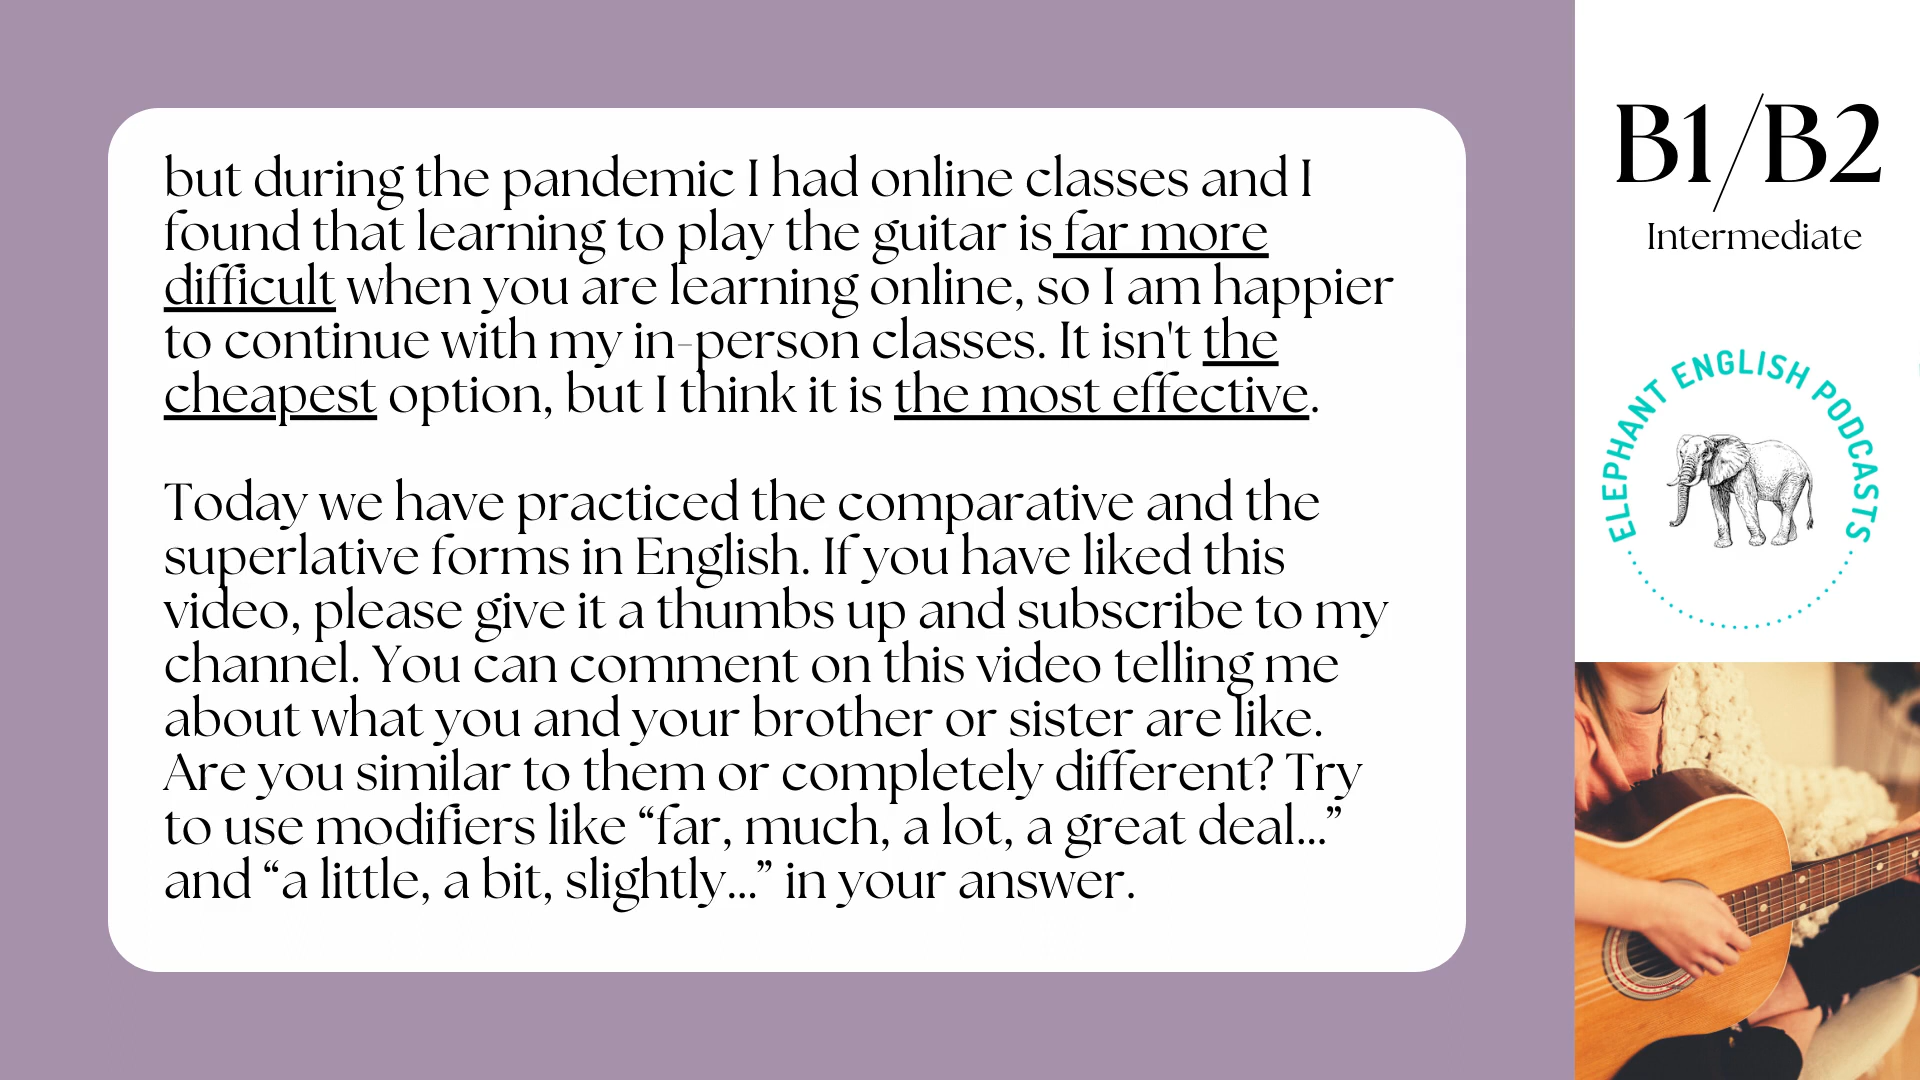 but during the pandemic I had online classes and I
found that learning to play the guitar is far more
difficult when you are learning online, so I am happier
to continue with my in-person classes. It isn't the
cheapest option, but I think it is the most effective.
Today we have practiced the comparative and the
superlative forms in English. If you have liked this
video, please give it a thumbs up and subscribe to my
channel. You can comment on this video telling me
about what you and your brother or sister are like.
Are you similar to them or completely different? Try
to use modifiers like “far, much, a lot, a great deal...”
and “a little, a bit, slightly...” in your answer.
B1/B2
Intermediate
ELEPHANT ENGLISH PODCASTS